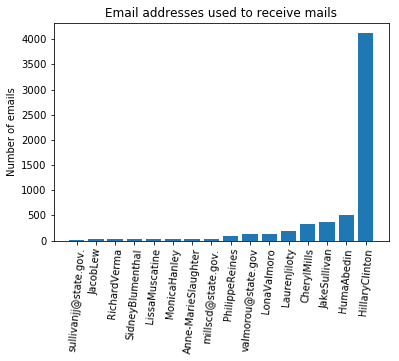 Email addresses used to receive mails
Number of emails
4000
3500
3000
2500
2000
1500
1000
500
0
sullivanjj@state.gov.
JacobLew
RichardVerma
SidneyBlumenthal
LissaMuscatine
MonicaHanley
Anne-MarieSlaughter
millscd@state.gov.
PhilippeReines
valmorou@state.gov
LonaValmoro
LaurenJiloty
CherylMills
JakeSullivan
HumaAbedin
HillaryClinton